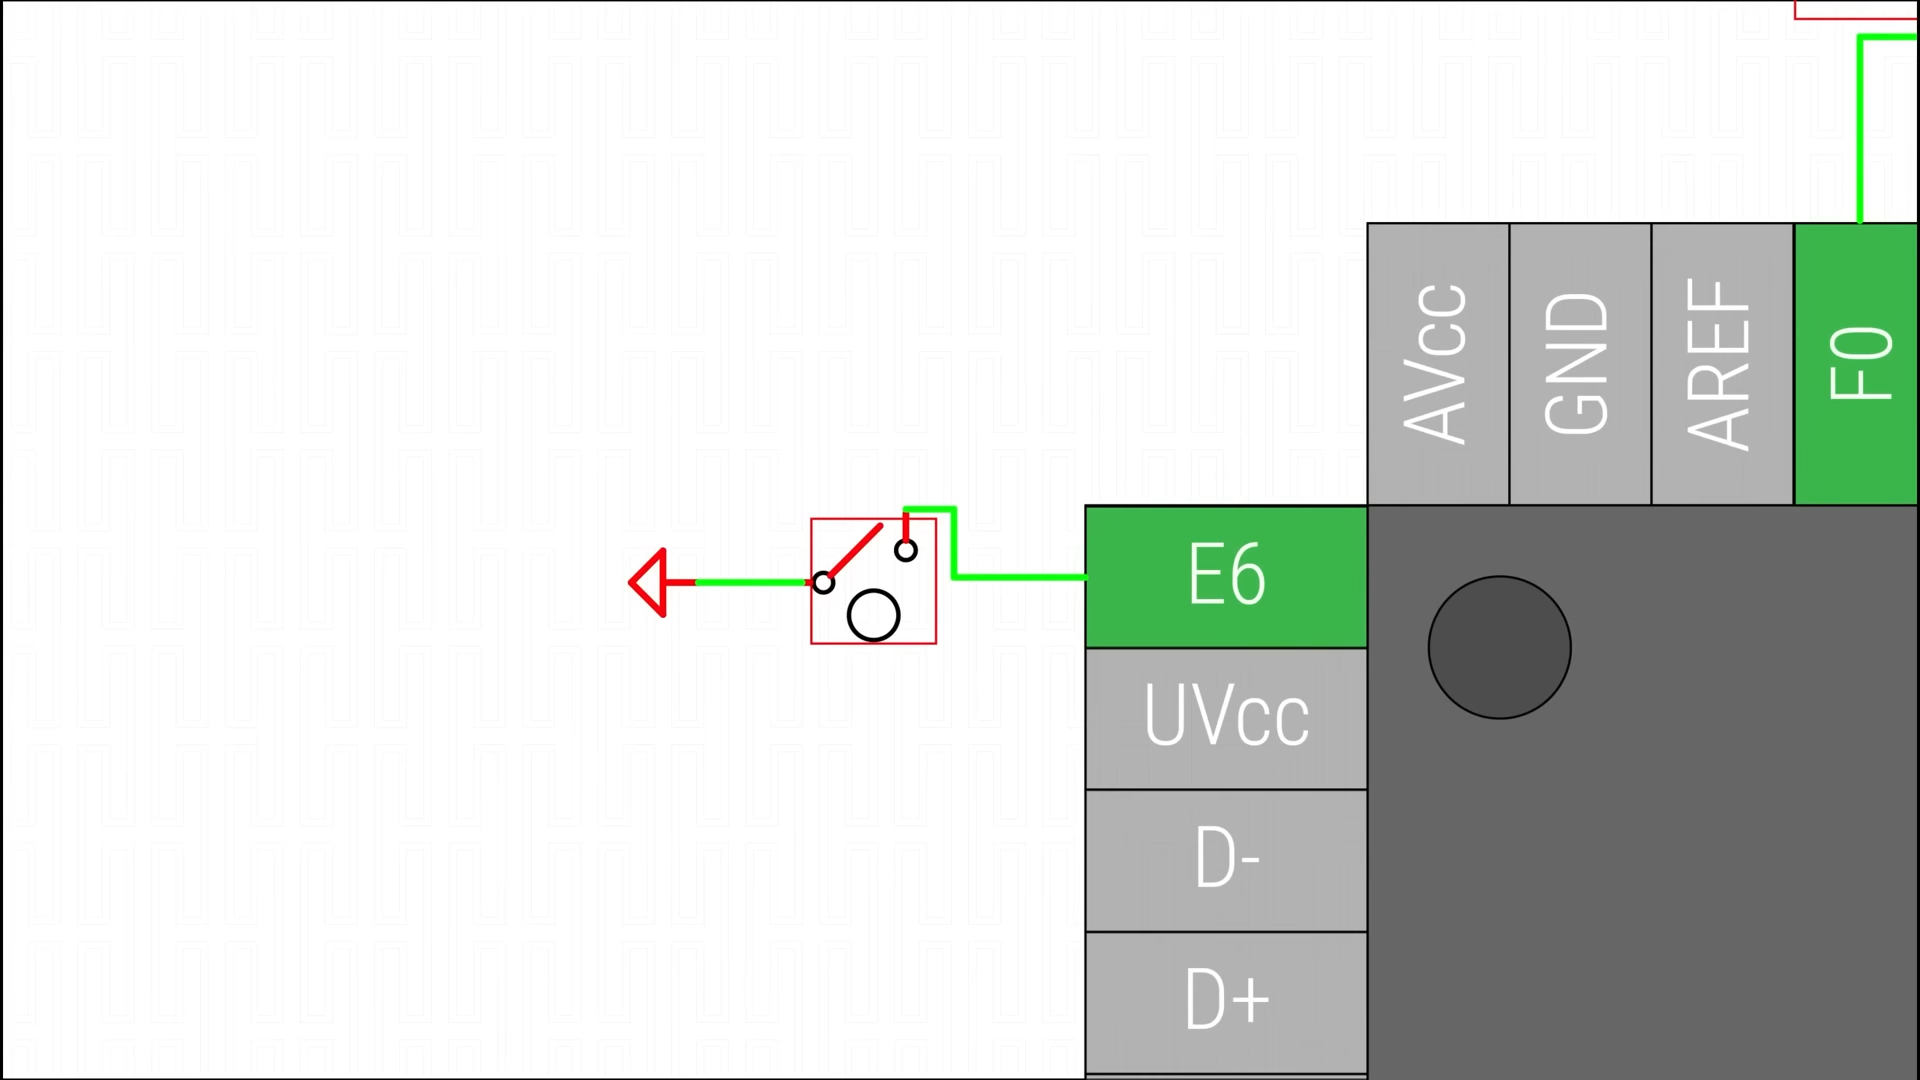 AVcc
GND
AREF
F0
E6
UVcc
D-
D+